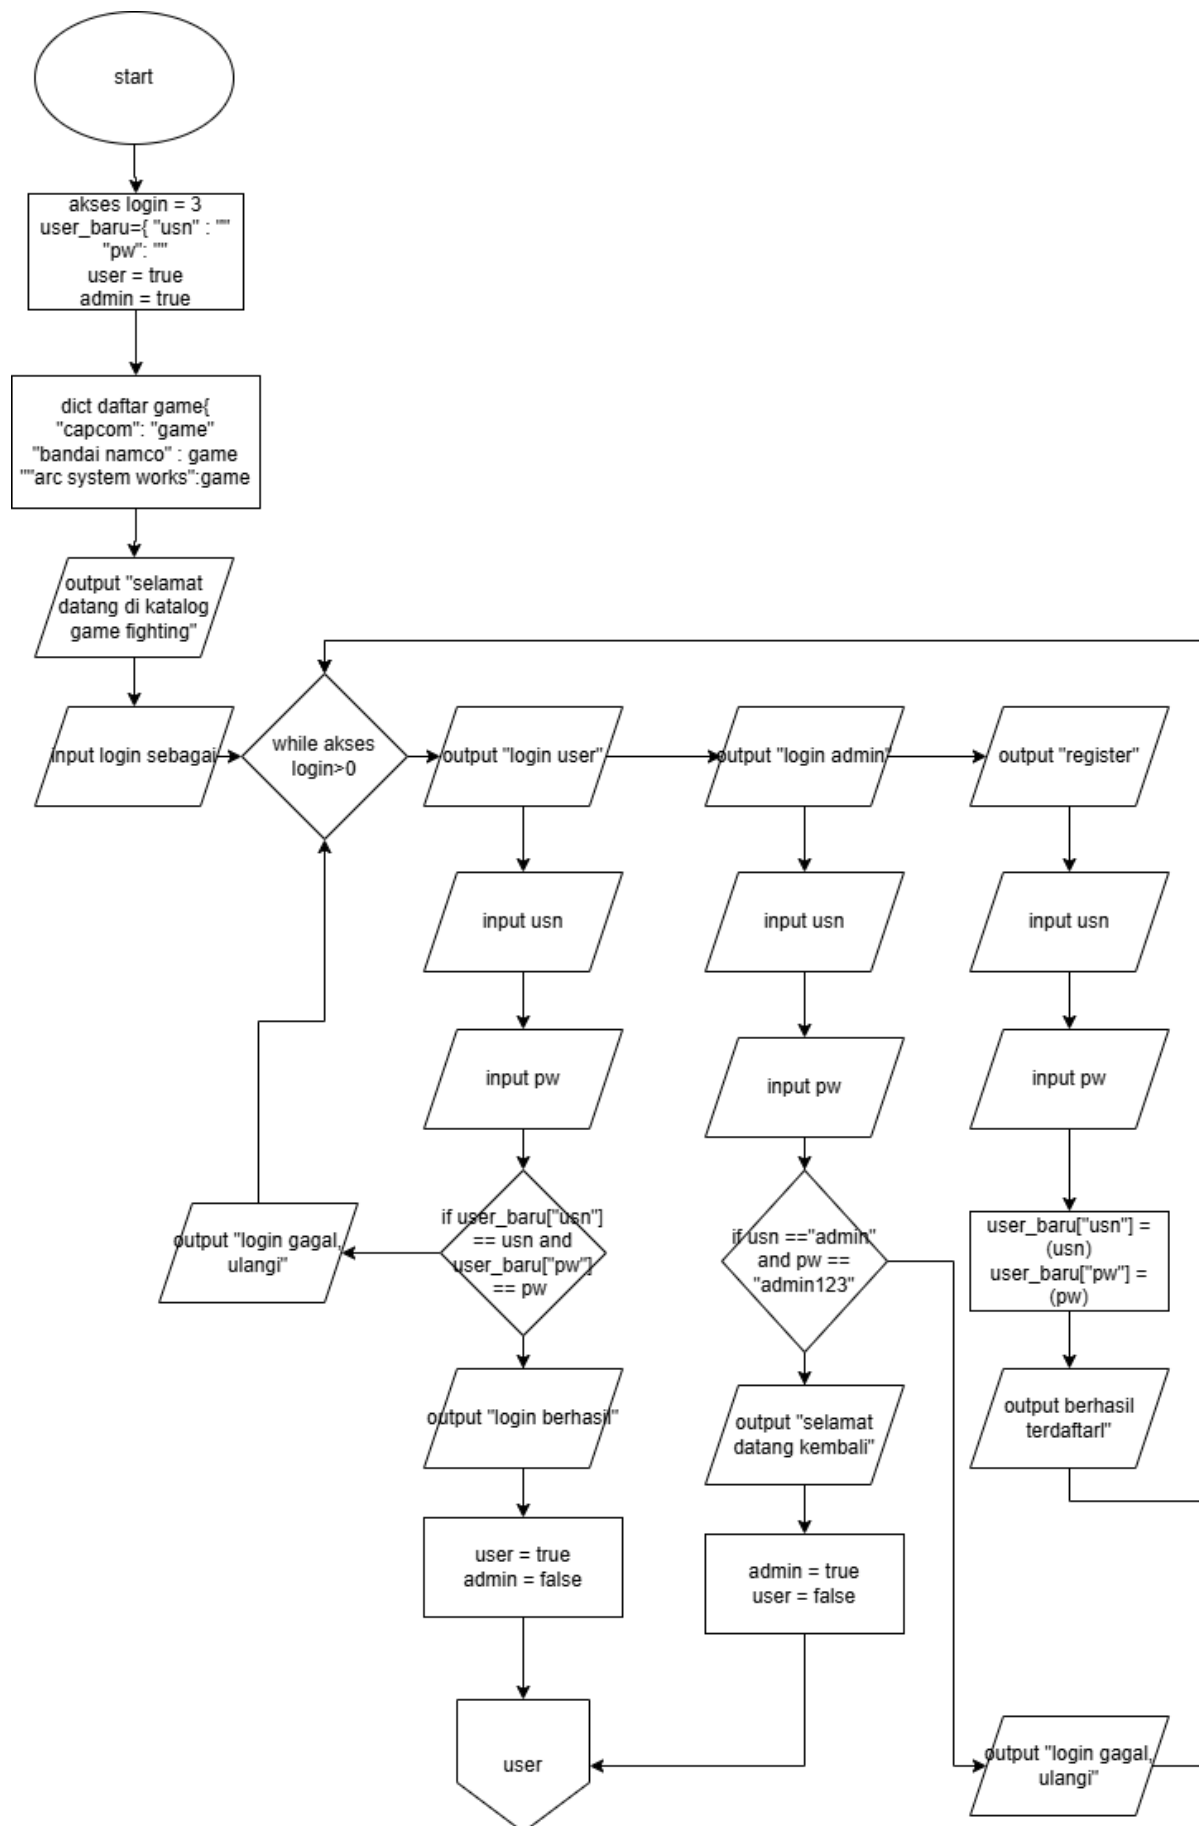 start
akses login = 3
user_baru={ "usn" : ""
"pw": ""
user = true
admin = true
dict daftar game{
"capcom": "game"
"bandai namco" : game
""arc system works":game
output "selamat
datang di katalog
game fighting"
input login sebagai
while akses
login>0
output "login user"
output "login admin"
output "register"
input usn
input usn
input usn
input pw
input pw
input pw
output "login gagal,
ulangi"
if user_baru["usn"]
== usn and
user_baru["pw"]
== pw
if usn =="admin"
and pw ==
"admin123"
user_baru["usn"] =
(usn)
user_baru["pw"] =
(pw)
output "login berhasil"
output "selamat
datang kembali"
output berhasil
terdaftarl"
user = true
admin = false
admin = true
user = false
user
output "login gagal,
ulangi"